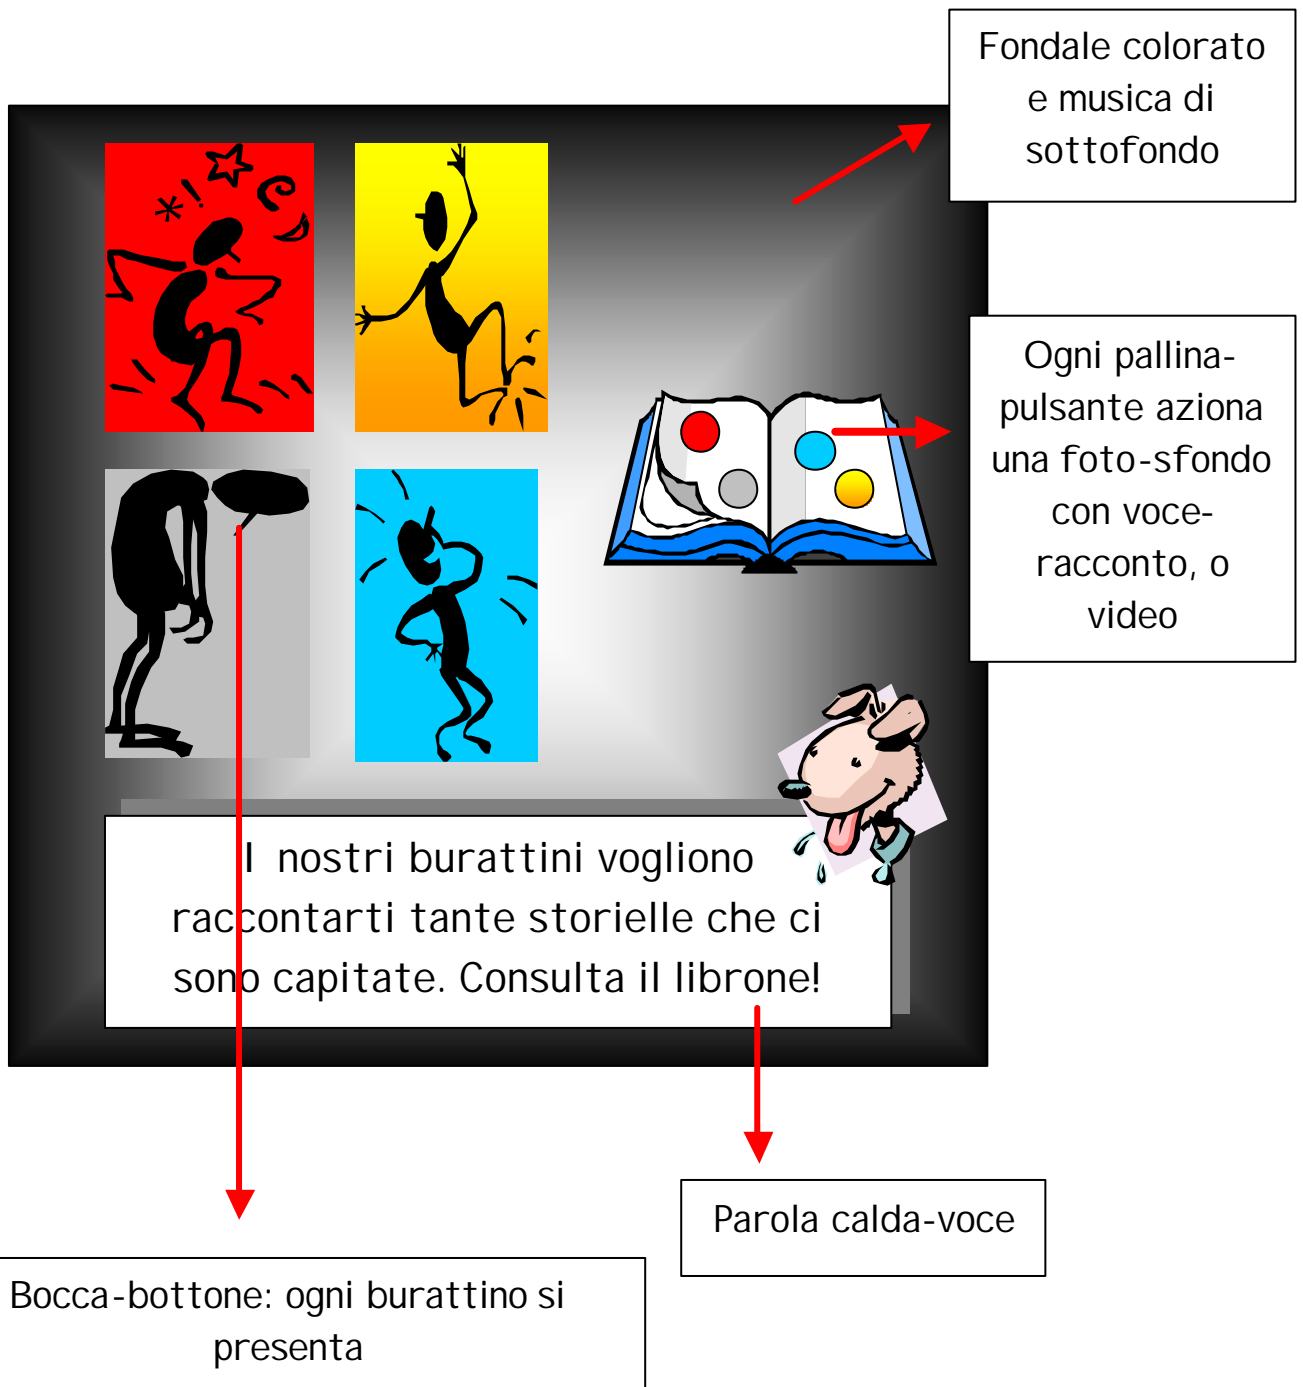 Fondale colorato
e musica di
sottofondo
Ogni pallina-
pulsante aziona
una foto-sfondo
con voce-
racconto, o
video
*!
I nostri burattini vogliono
raccontarti tante storielle che ci
sono capitate. Consulta il librone!
Parola calda-voce
Bocca-bottone: ogni burattino si
presenta